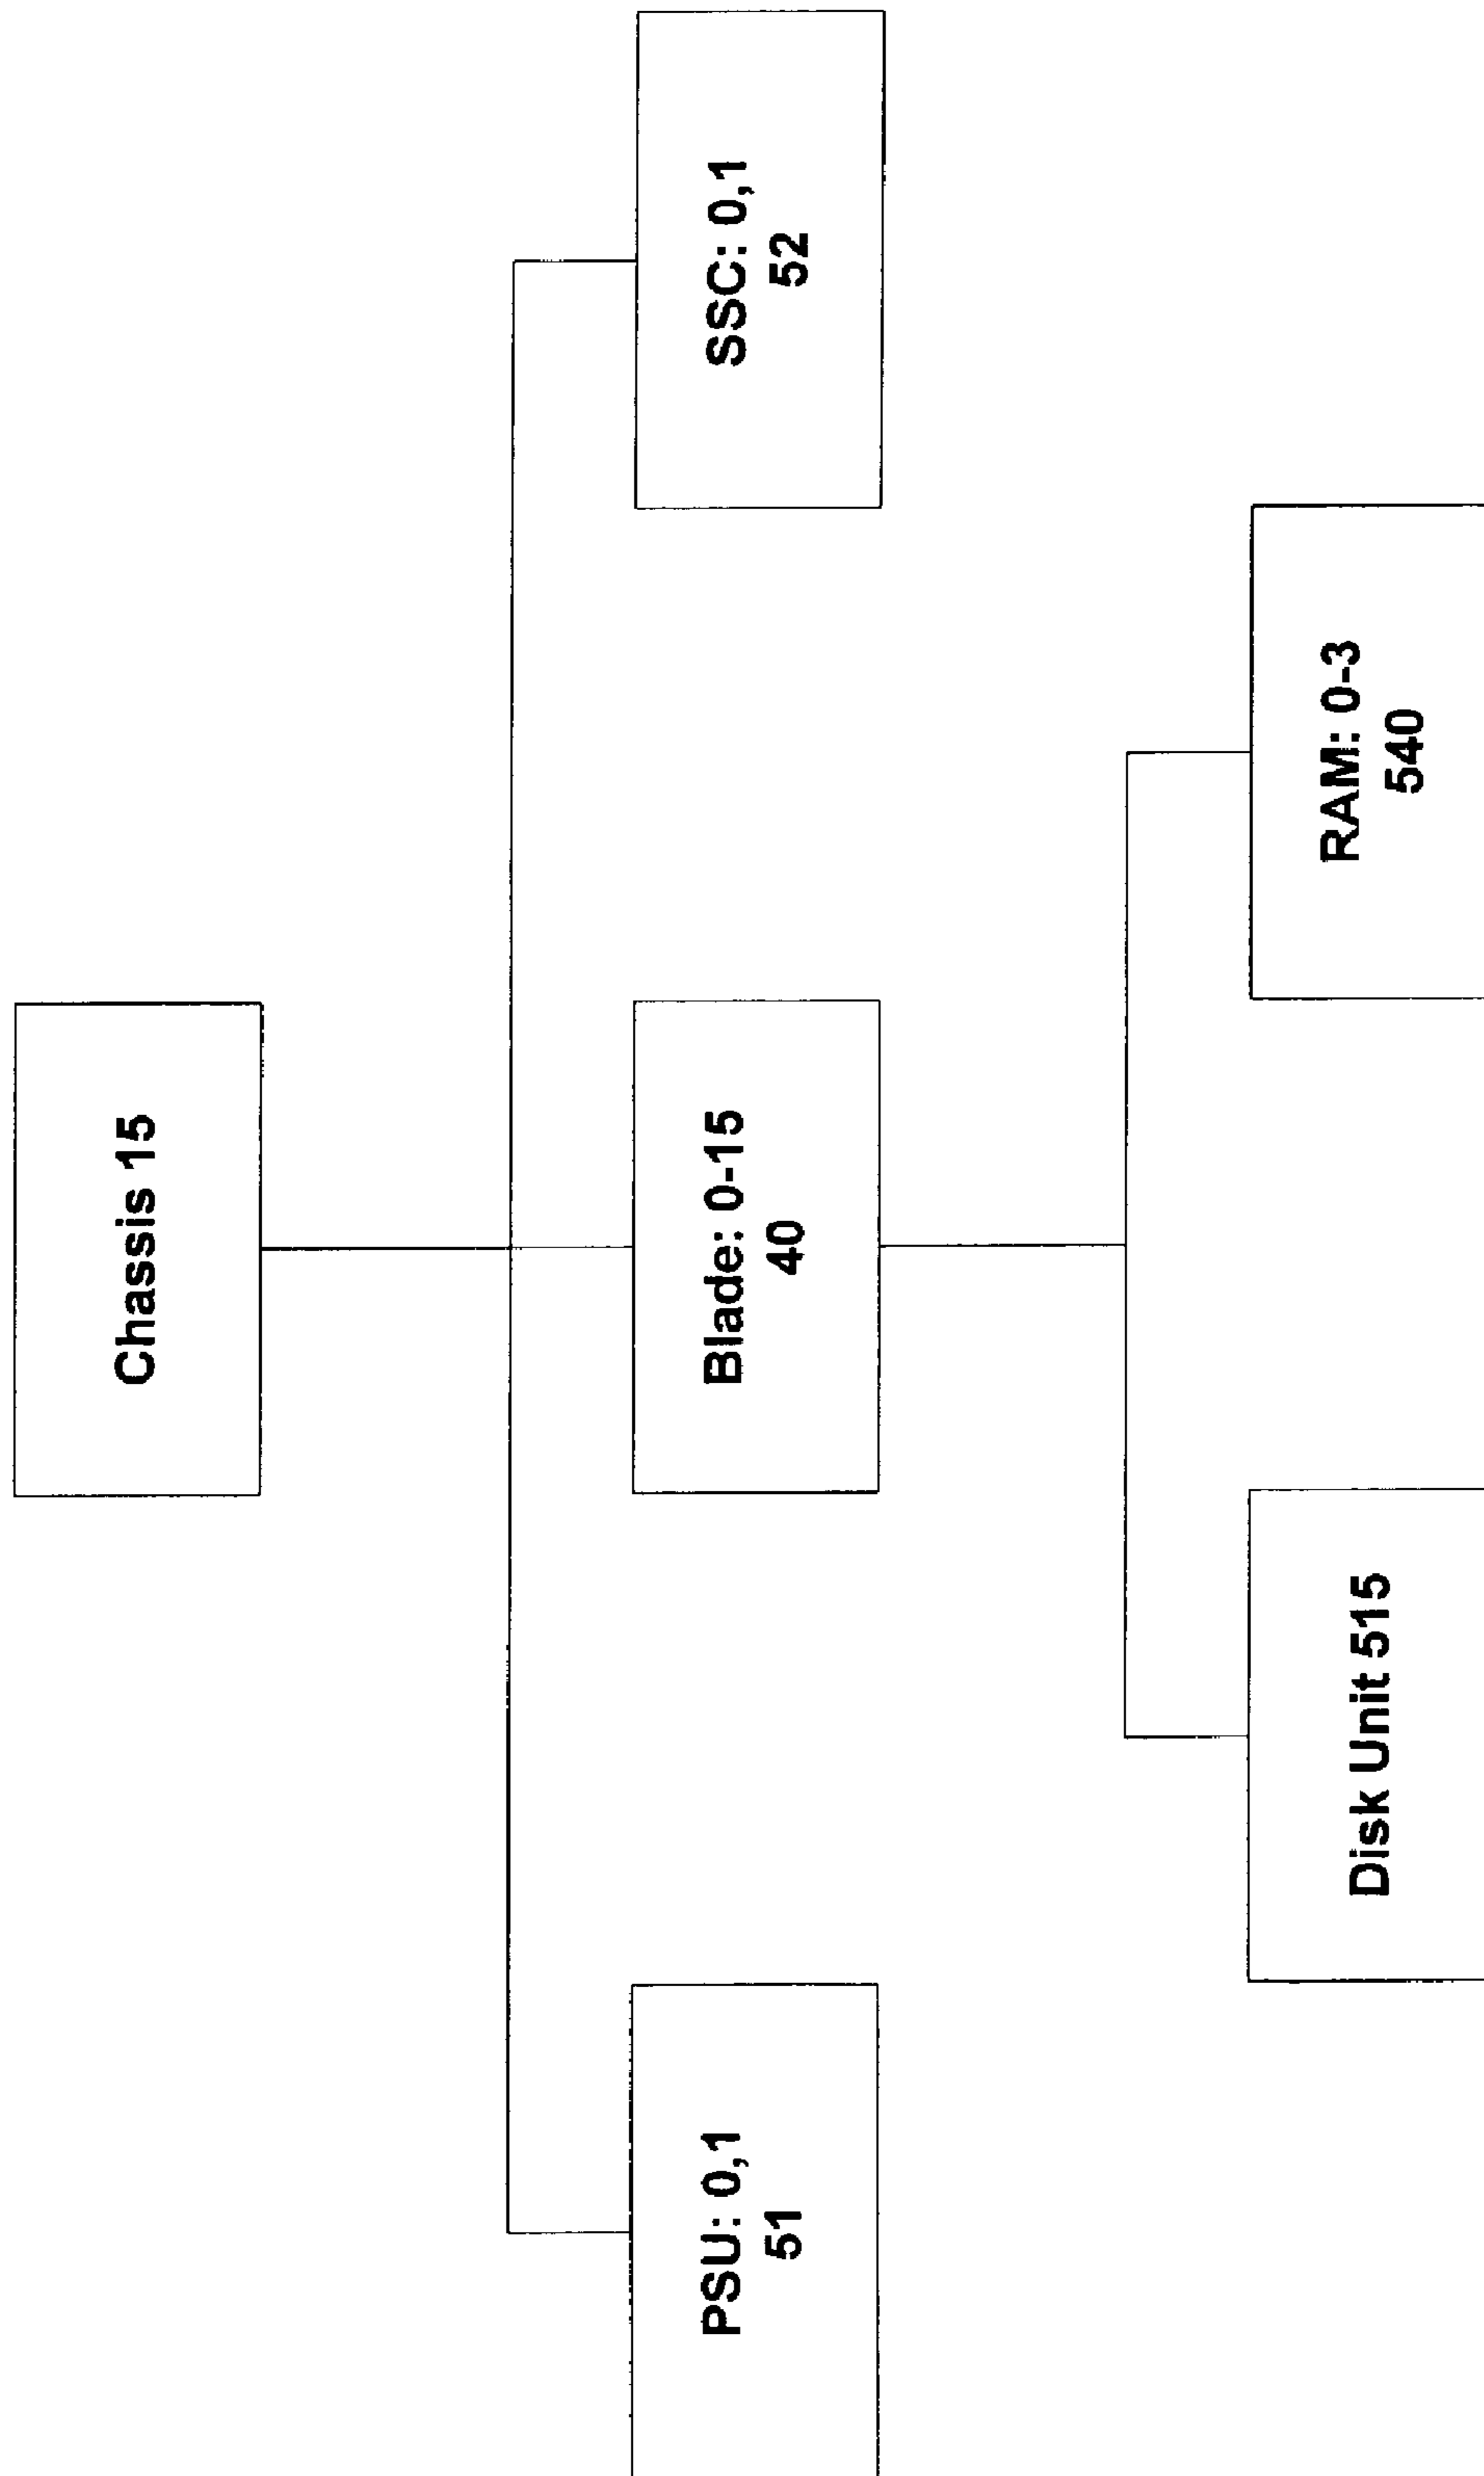 Chassis 15
PSU: 0,1
51
Blade: 0-15
40
SSC: 0,1
52
Disk Unit 515
RAM: 0-3
540